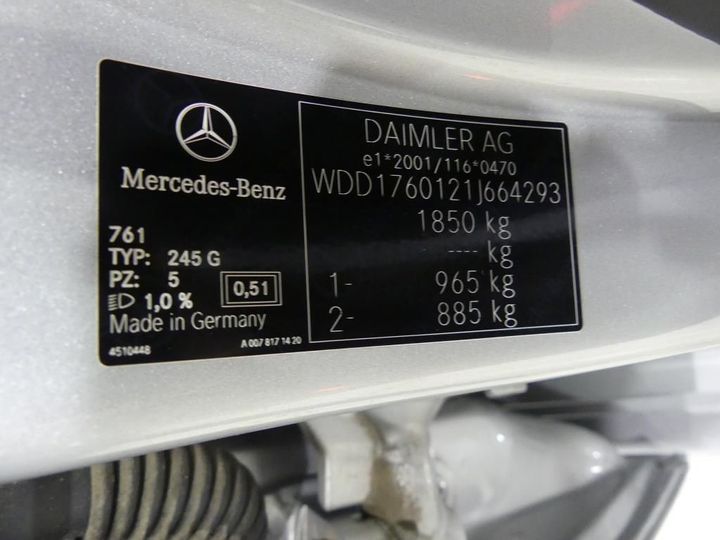 Mercedes-Benz
761
TYP: 245 G
PZ: 5
1,0 %
0,51
Made in Germany
4510448
A 007 817 14 20
DAIMLER AG
e1*2001/116*0470
WDD1760121J664293
1850 kg
---- kg
1- 965 kg
2- 885 kg